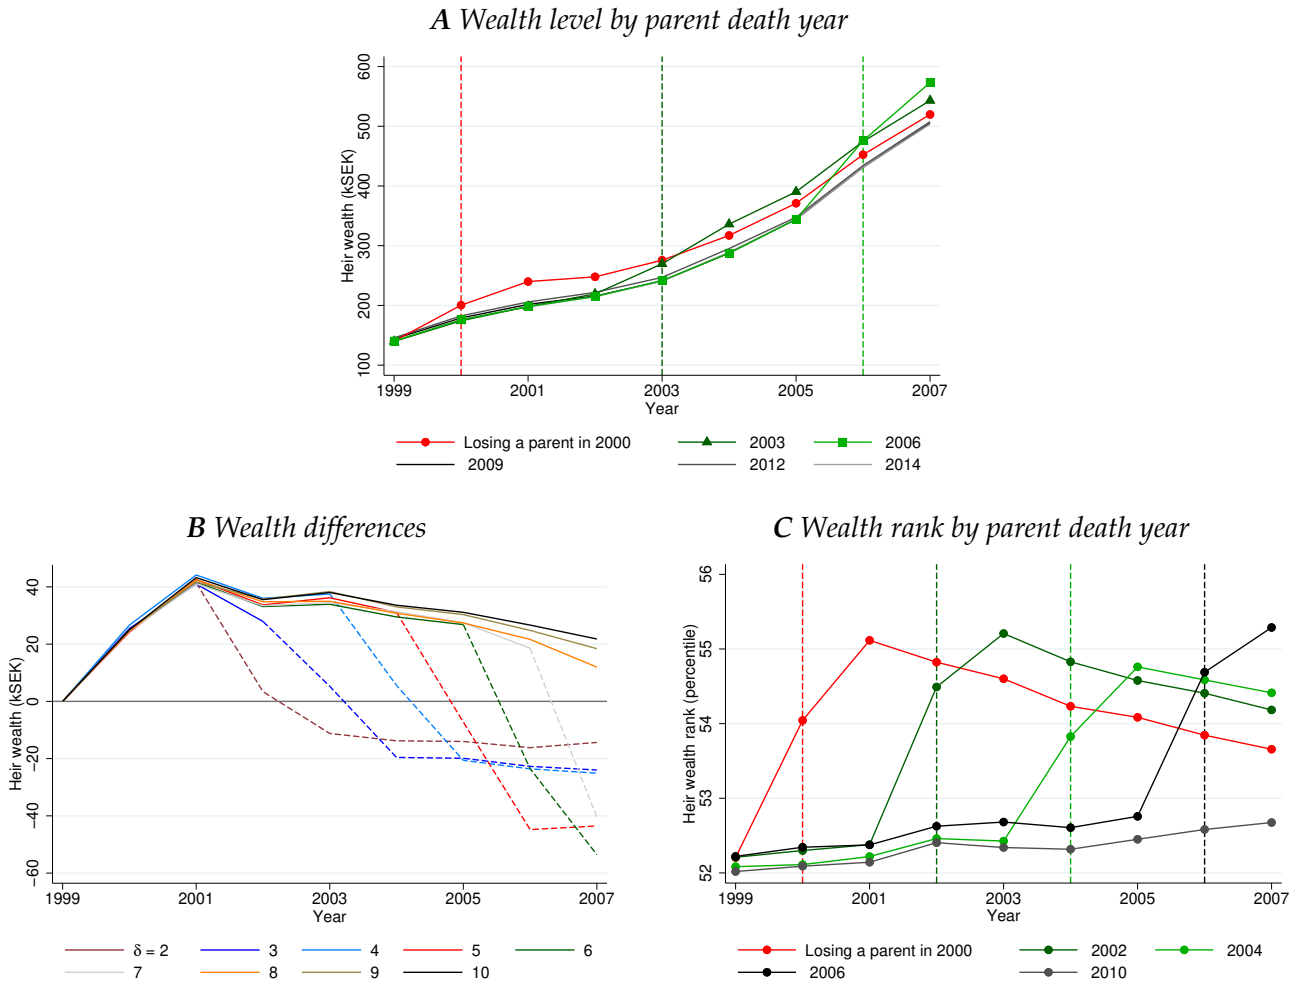 A Wealth level by parent death year
600
500
400
300
200
100
Heir wealth (kSEK)
1999 2001 2003 2005 2007
Year
Losing a parent in 2000 2003 2006
2009 2012 2014
B Wealth differences
40
20
0
−20
−40
−60
Heir wealth (kSEK)
1999 2001 2003 2005 2007
Year
δ = 2 3 4 5 6
7 8 9 10
C Wealth rank by parent death year
56
55
54
53
52
Heir wealth rank (percentile)
1999 2001 2003 2005 2007
Year
Losing a parent in 2000 2002 2004
2006 2010